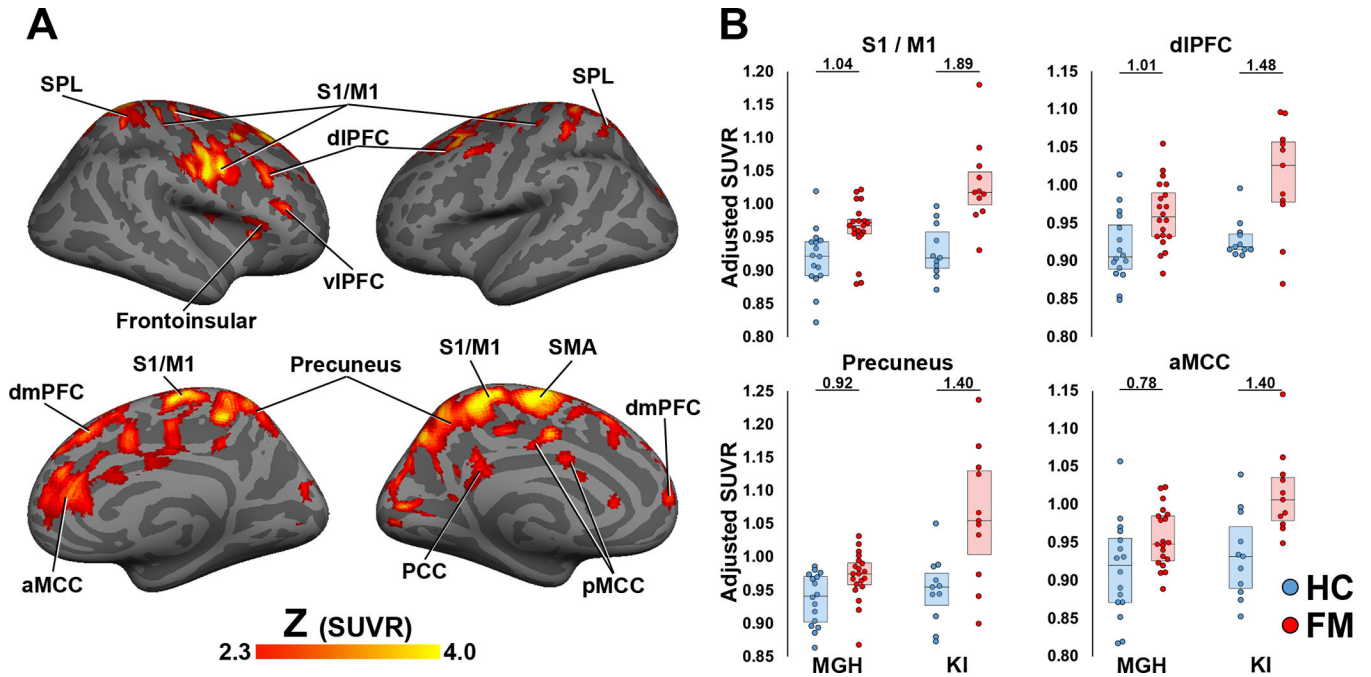 A
SPL
S1/M1
SPL
dlPFC
vlPFC
Frontoinsular
S1/M1
Precuneus
S1/M1
SMA
dmPFC
dmPFC
aMCC
PCC
pMCC
Z (SUVR)
2.3
4.0
B
S1 / M1
1.04
1.89
Adjusted SUVR
1.20
1.15
1.10
1.05
1.00
0.95
0.90
0.85
0.80
dlPFC
1.01
1.48
1.15
1.10
1.05
1.00
0.95
0.90
0.85
0.80
Precuneus
0.92
1.40
Adjusted SUVR
1.25
1.20
1.15
1.10
1.05
1.00
0.95
0.90
0.85
MGH
KI
aMCC
0.78
1.40
1.15
1.10
1.05
1.00
0.95
0.90
0.85
0.80
MGH
KI
HC
FM